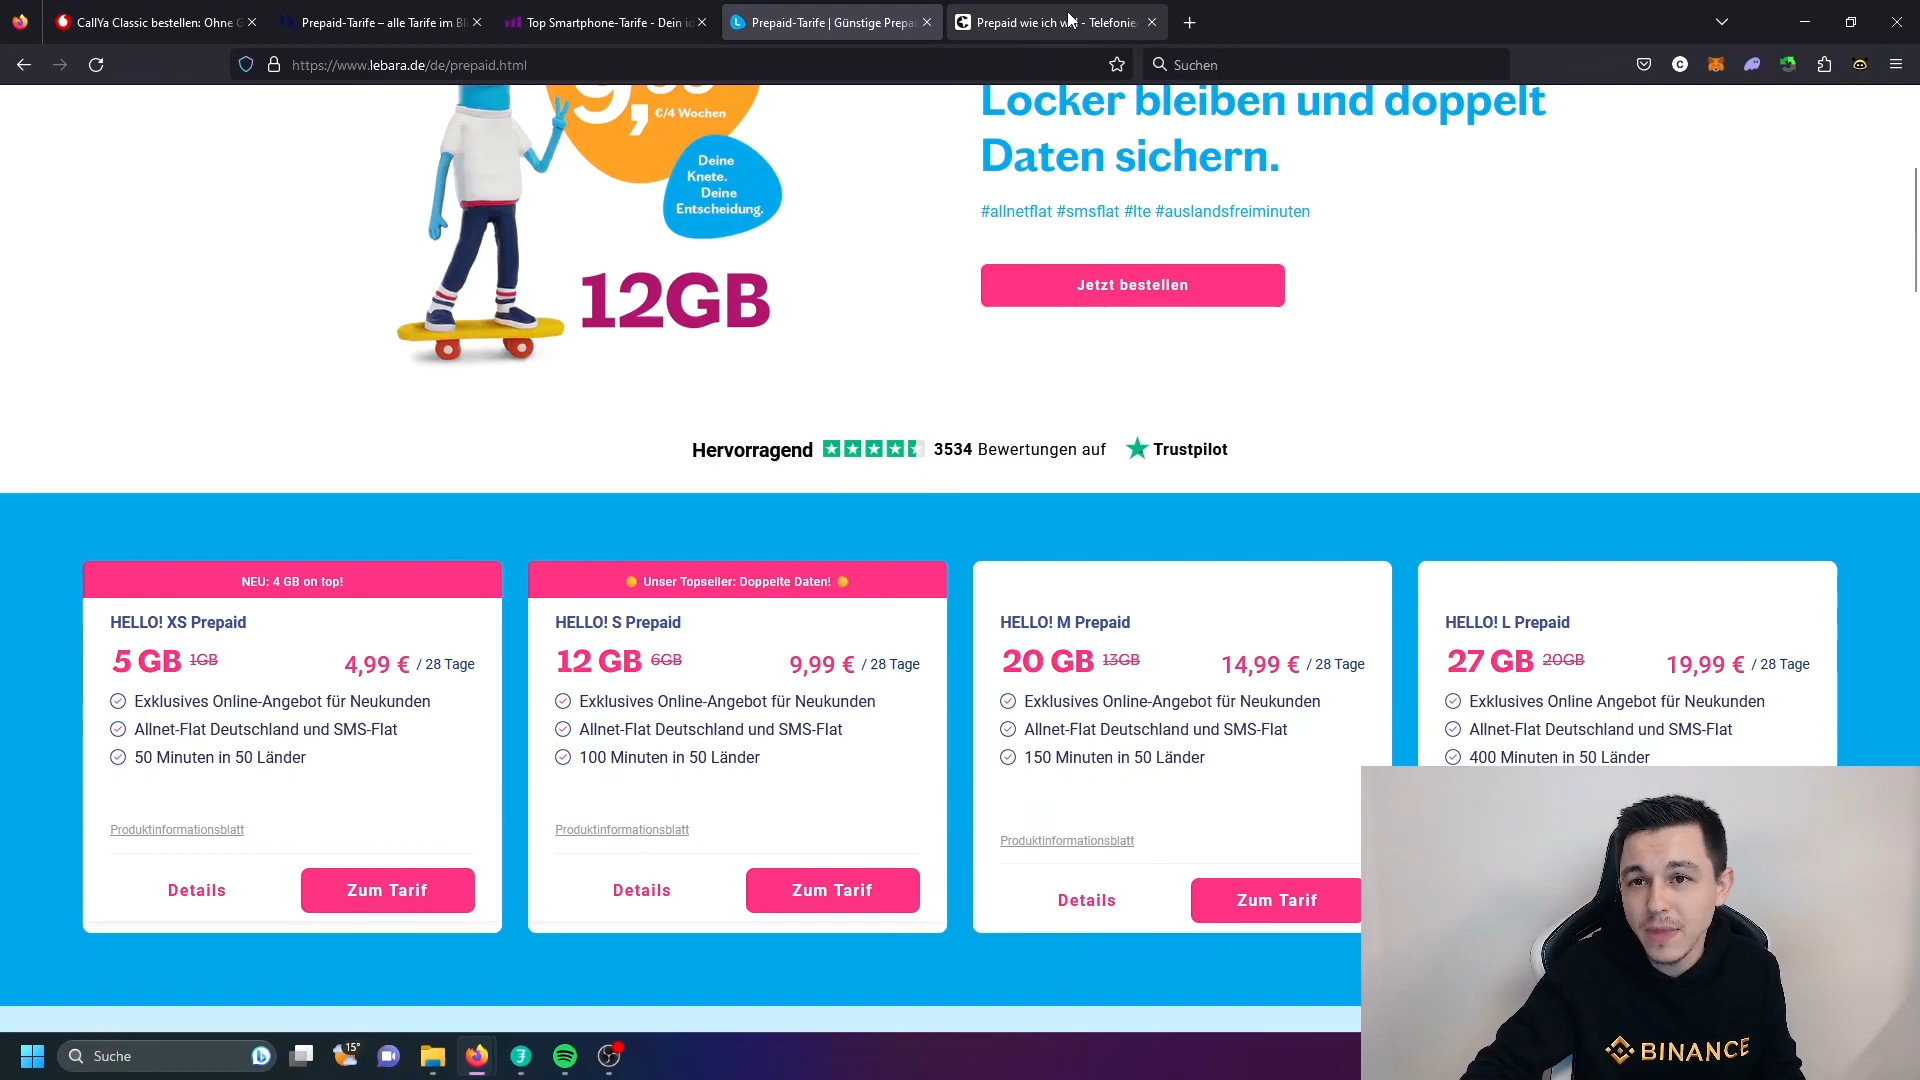 CallYa Classic bestellen: Ohne G
Prepaid-Tarife – alle Tarife im Bl
Top Smartphone-Tarife - Dein i
Prepaid-Tarife | Günstige Prepai
Prepaid wie ich - Telefonie
https://www.lebara.de/de/prepaid.html
Suchen
€/4 Wochen
Deine
Knete.
Deine
Entscheidung.
12GB
Locker bleiben und doppelt
Daten sichern.
#allnetflat #smsflat #lte #auslandsfreiminuten
Jetzt bestellen
Hervorragend 3534 Bewertungen auf Trustpilot
NEU: 4 GB on top!
HELLO! XS Prepaid
5 GB 1GB 4,99 € / 28 Tage
Exklusives Online-Angebot für Neukunden
Allnet-Flat Deutschland und SMS-Flat
50 Minuten in 50 Länder
Produktinformationsblatt
Details Zum Tarif
Unser Topseller: Doppelte Daten!
HELLO! S Prepaid
12 GB 6GB 9,99 € / 28 Tage
Exklusives Online-Angebot für Neukunden
Allnet-Flat Deutschland und SMS-Flat
100 Minuten in 50 Länder
Produktinformationsblatt
Details Zum Tarif
HELLO! M Prepaid
20 GB 13GB 14,99 € / 28 Tage
Exklusives Online-Angebot für Neukunden
Allnet-Flat Deutschland und SMS-Flat
150 Minuten in 50 Länder
Produktinformationsblatt
Details Zum Tarif
HELLO! L Prepaid
27 GB 20GB 19,99 € / 28 Tage
Exklusives Online Angebot für Neukunden
Allnet-Flat Deutschland und SMS-Flat
400 Minuten in 50 Länder
BINANCE
Suche
15°